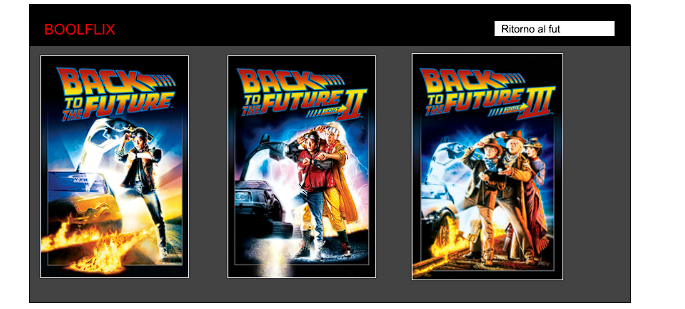 BOOLFLIX
Ritorno al fut
BACK
TO THE
FUTURE
BACK
TO THE
FUTURE
PART II
BACK
TO THE
FUTURE
PART III